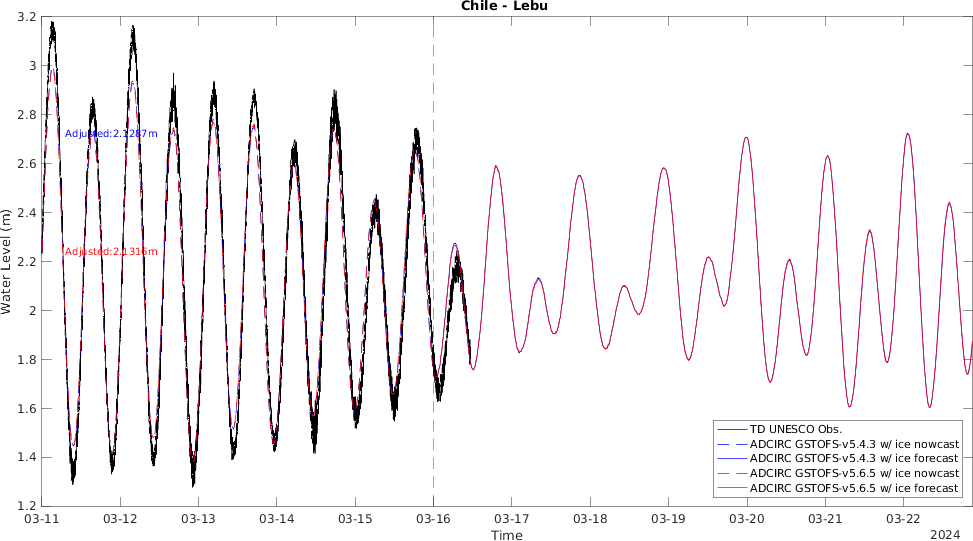 Chile - Lebu
3.2
3
2.8
2.6
2.4
2.2
2
1.8
1.6
1.4
1.2
Water Level (m)
Adjusted:2.1287m
Adjusted:2.1316m
TD UNESCO Obs.
ADCIRC GSTOFS-v5.4.3 w/ ice nowcast
ADCIRC GSTOFS-v5.4.3 w/ ice forecast
ADCIRC GSTOFS-v5.6.5 w/ ice nowcast
ADCIRC GSTOFS-v5.6.5 w/ ice forecast
03-11 03-12 03-13 03-14 03-15 03-16 03-17 03-18 03-19 03-20 03-21 03-22
Time
2024